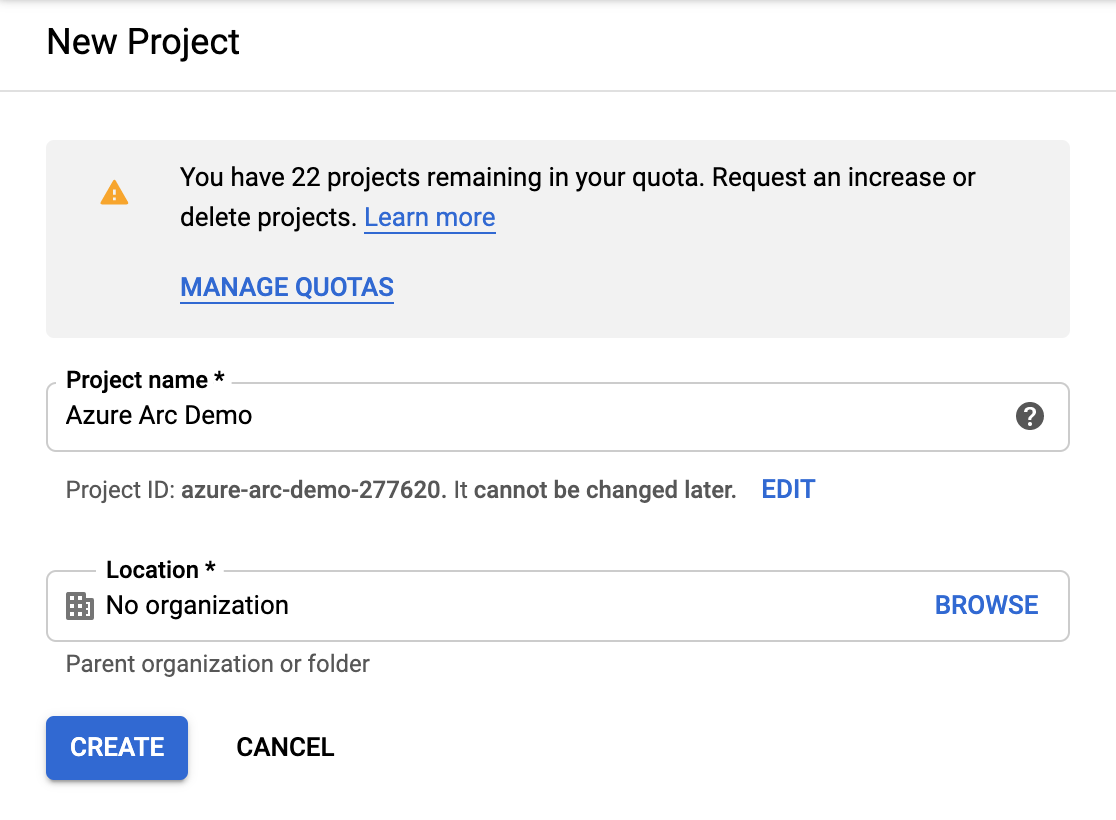 New Project
You have 22 projects remaining in your quota. Request an increase or
delete projects. Learn more
MANAGE QUOTAS
Project name *
Azure Arc Demo
Project ID: azure-arc-demo-277620. It cannot be changed later. EDIT
Location *
No organization BROWSE
Parent organization or folder
CREATE CANCEL